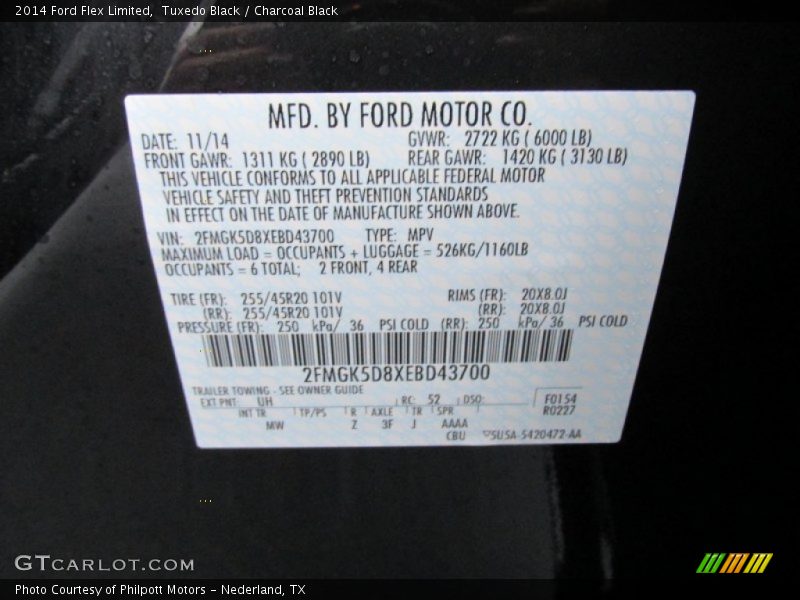 2014 Ford Flex Limited, Tuxedo Black / Charcoal Black
MFD. BY FORD MOTOR CO.
DATE: 11/14 GVWR: 2722 KG ( 6000 LB)
FRONT GAWR: 1311 KG ( 2890 LB) REAR GAWR: 1420 KG ( 3130 LB)
THIS VEHICLE CONFORMS TO ALL APPLICABLE FEDERAL MOTOR
VEHICLE SAFETY AND THEFT PREVENTION STANDARDS
IN EFFECT ON THE DATE OF MANUFACTURE SHOWN ABOVE.
VIN: 2FMGK5D8XEBD43700 TYPE: MPV
MAXIMUM LOAD = OCCUPANTS + LUGGAGE = 526KG/1160LB
OCCUPANTS = 6 TOTAL; 2 FRONT, 4 REAR
TIRE (FR): 255/45R20 101V RIMS (FR): 20X8.0J
(RR): 255/45R20 101V (RR): 20X8.0J
PRESSURE (FR): 250 kPa/ 36 PSI COLD (RR): 250 kPa/ 36 PSI COLD
2FMGK5D8XEBD43700
TRAILER TOWING - SEE OWNER GUIDE
EXT PNT: UH RC: 52 DSO: F0154
INT TR TP/PS R AXLE TR SPR R0227
MW Z 3F J AAAA
CBU 5U5A-5420472-AA
GTCARLOT.COM
Photo Courtesy of Philpott Motors - Nederland, TX